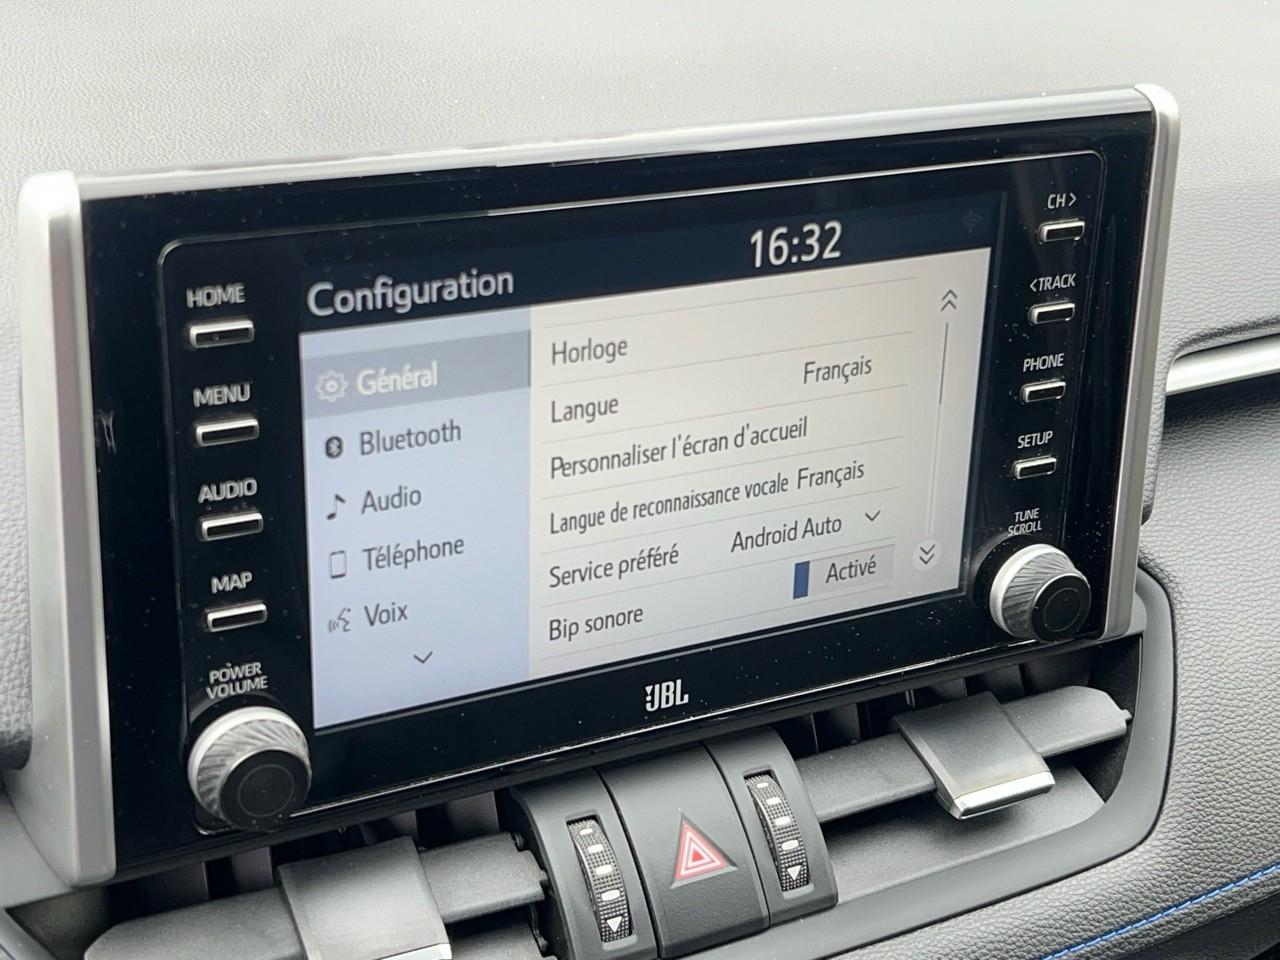 CH>
<TRACK
PHONE
SETUP
TUNE
SCROLL
HOME
MENU
AUDIO
MAP
POWER
VOLUME
Configuration
16:32
Général
Bluetooth
Audio
Téléphone
Voix
Horloge
Langue Français
Personnaliser l'écran d'accueil
Langue de reconnaissance vocale Français
Service préféré Android Auto
Bip sonore Activé
JBL